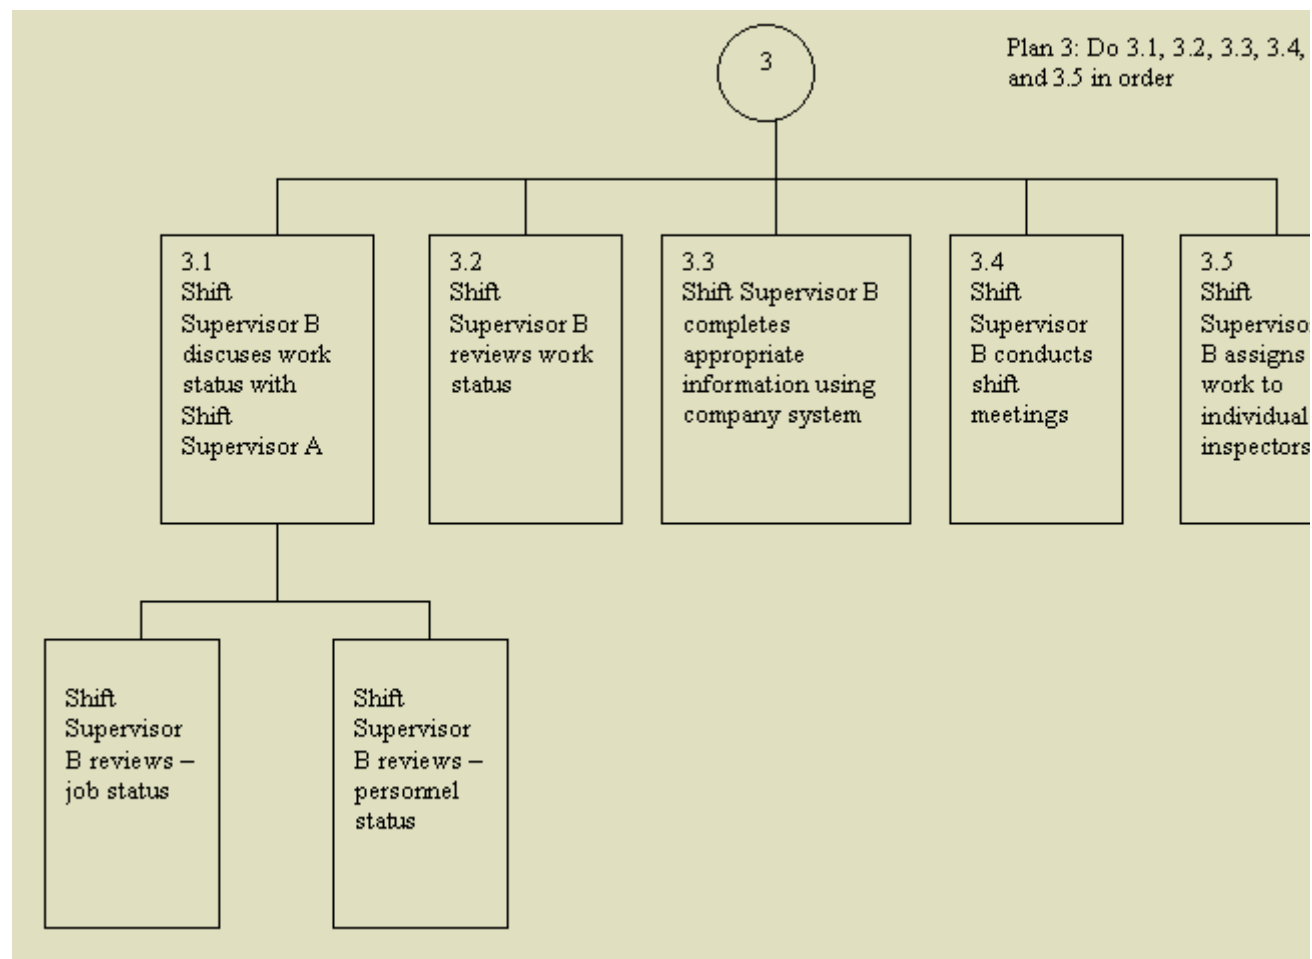 3
Plan 3: Do 3.1, 3.2, 3.3, 3.4,
and 3.5 in order
3.1
Shift
Supervisor B
discuses work
status with
Shift
Supervisor A
3.2
Shift
Supervisor B
reviews work
status
3.3
Shift Supervisor B
completes
appropriate
information using
company system
3.4
Shift
Supervisor
B conducts
shift
meetings
3.5
Shift
Supervisor
B assigns
work to
individual
inspectors
Shift
Supervisor
B reviews –
job status
Shift
Supervisor
B reviews –
personnel
status